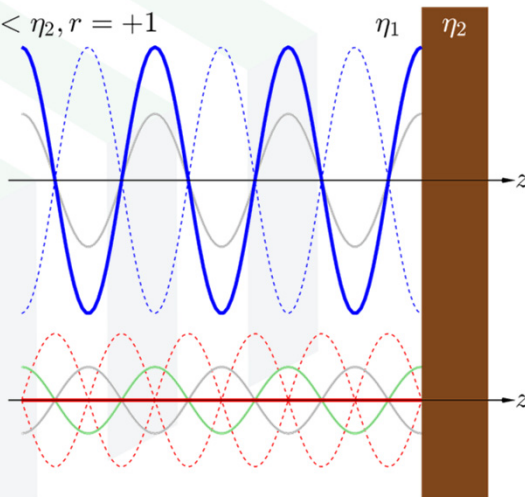 < η₂, r = +1
η₁
η₂
z
z